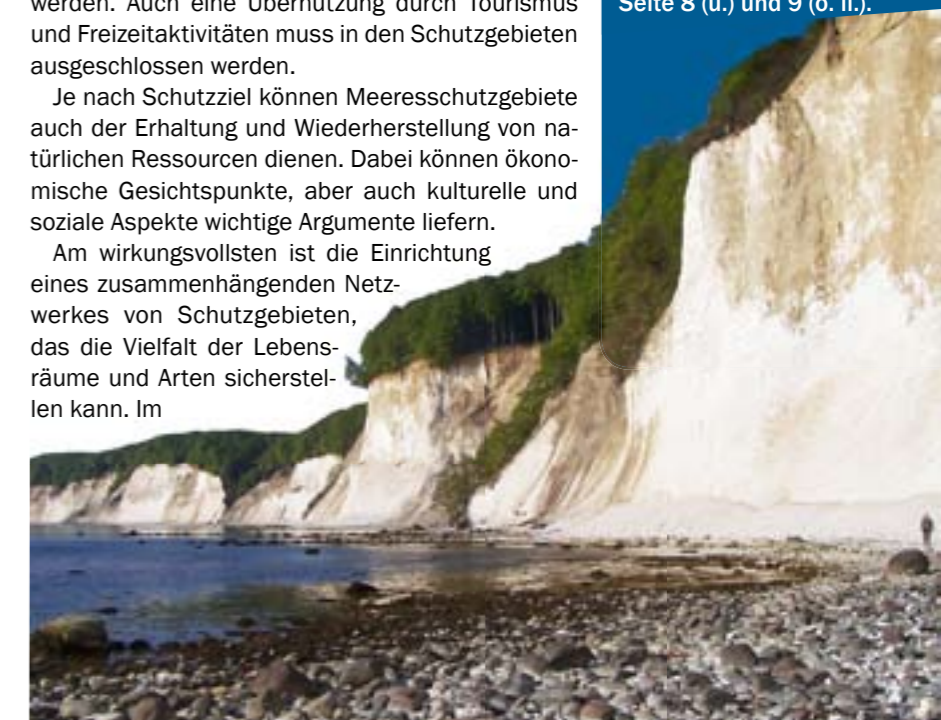 werden. Auch eine Übernutzung durch Tourismus
und Freizeitaktivitäten muss in den Schutzgebieten
ausgeschlossen werden.
Je nach Schutzziel können Meeresschutzgebiete
auch der Erhaltung und Wiederherstellung von na-
türlichen Ressourcen dienen. Dabei können ökono-
mische Gesichtspunkte, aber auch kulturelle und
soziale Aspekte wichtige Argumente liefern.
Am wirkungsvollsten ist die Einrichtung
eines zusammenhängenden Netz-
werkes von Schutzgebieten,
das die Vielfalt der Lebens-
räume und Arten sicherstel-
len kann. Im
Seite 8 (u.) und 9 (o. li.).